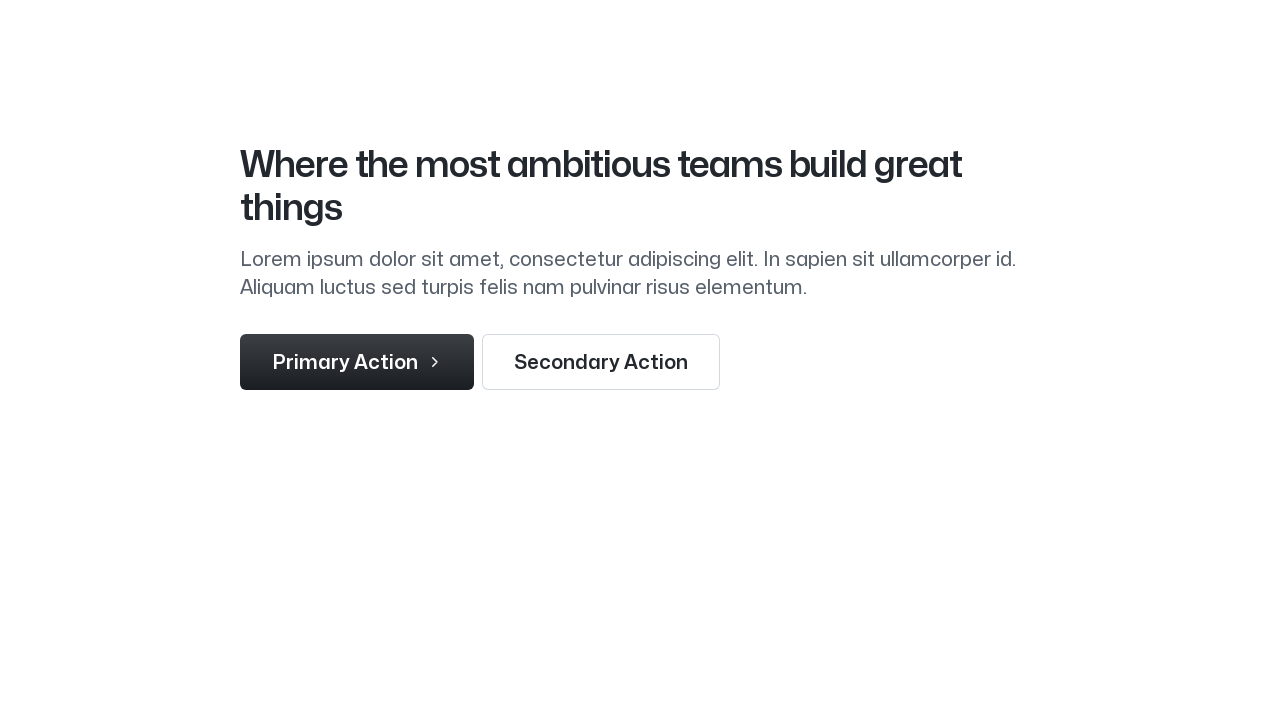 Where the most ambitious teams build great
things
Lorem ipsum dolor sit amet, consectetur adipiscing elit. In sapien sit ullamcorper id.
Aliquam luctus sed turpis felis nam pulvinar risus elementum.
Primary Action
Secondary Action